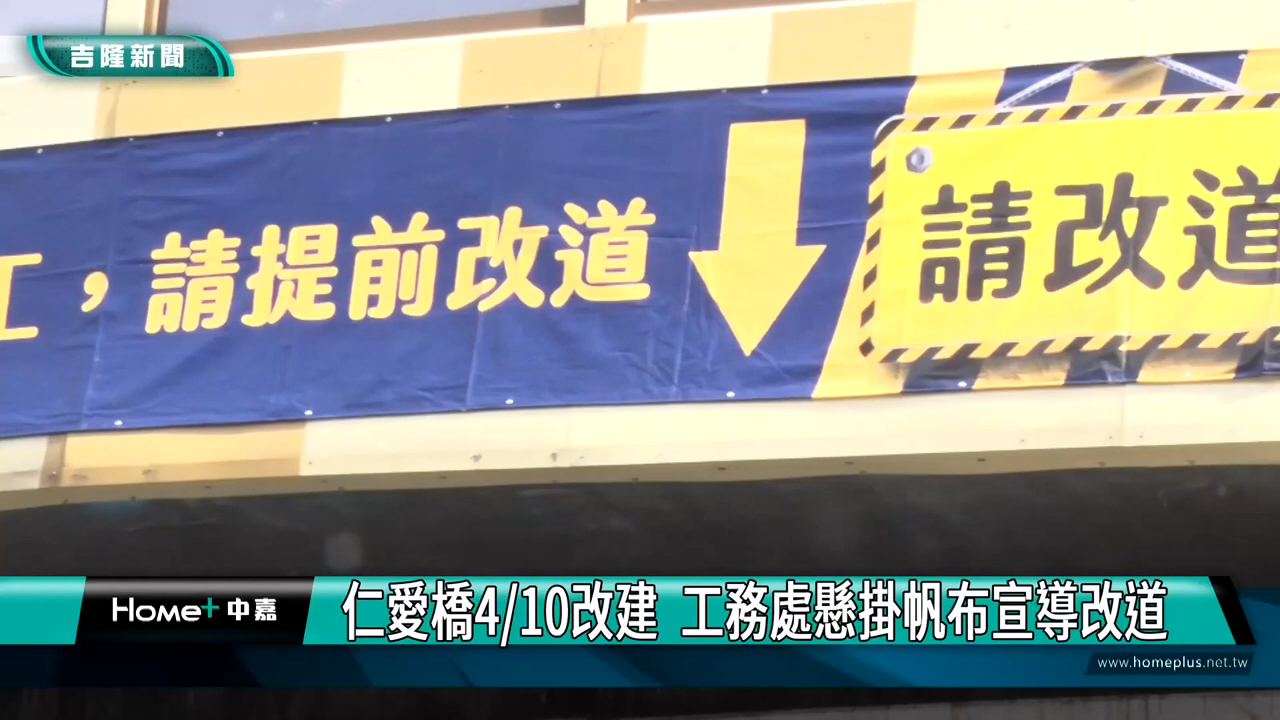 吉隆新聞
工,請提前改道
請改道
Home+中嘉
仁愛橋4/10改建 工務處懸掛帆布宣導改道
www.homeplus.net.tw